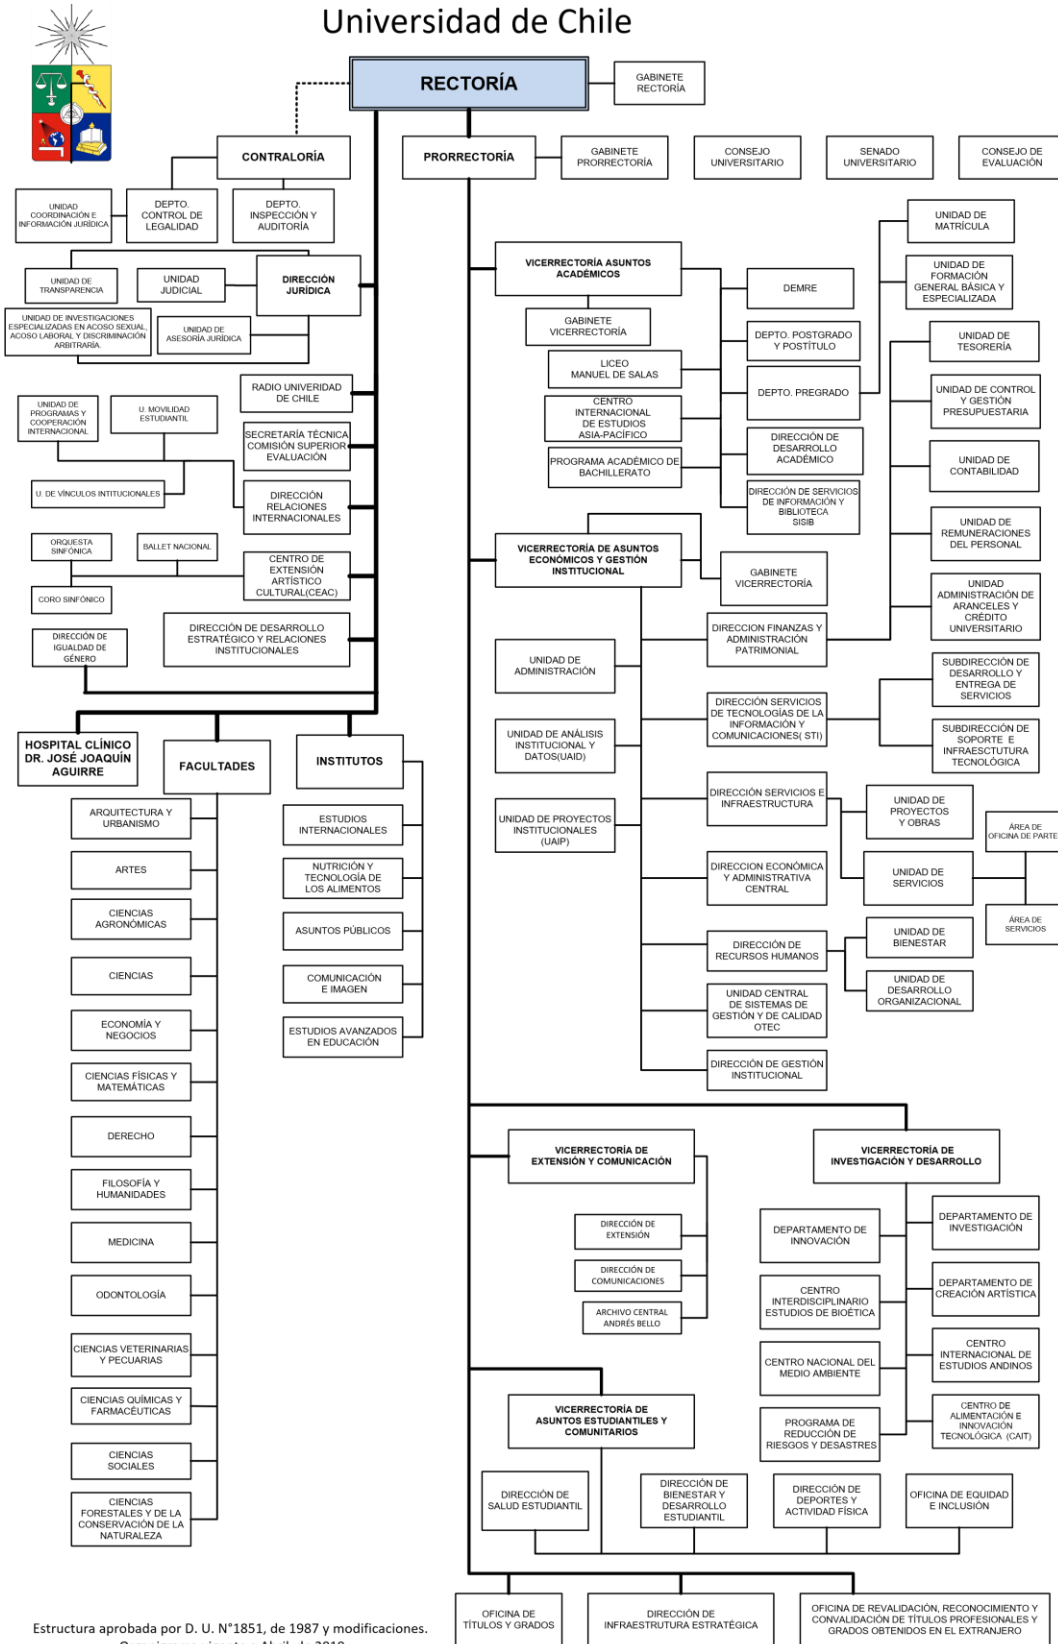 Universidad de Chile
RECTORÍA
GABINETE
RECTORÍA
CONTRALORÍA
PRORRECTORÍA
GABINETE
PRORRECTORÍA
CONSEJO
UNIVERSITARIO
SENADO
UNIVERSITARIO
CONSEJO DE
EVALUACIÓN
UNIDAD
COORDINACIÓN E
INFORMACIÓN JURÍDICA
DEPTO.
CONTROL DE
LEGALIDAD
DEPTO.
INSPECCIÓN Y
AUDITORÍA
UNIDAD DE
TRANSPARENCIA
UNIDAD
JUDICIAL
DIRECCIÓN
JURÍDICA
UNIDAD DE INVESTIGACIONES
ESPECIALIZADAS EN ACOSO SEXUAL,
ACOSO LABORAL Y DISCRIMINACIÓN
ARBITRARÍA.
UNIDAD DE
ASESORÍA JURÍDICA
RADIO UNIVERIDAD
DE CHILE
UNIDAD DE
PROGRAMAS Y
COOPERACIÓN
INTERNACIONAL
U. MOVILIDAD
ESTUDIANTIL
SECRETARÍA TÉCNICA
COMISIÓN SUPERIOR
EVALUACIÓN
U. DE VÍNCULOS INTITUCIONALES
DIRECCIÓN
RELACIONES
INTERNACIONALES
ORQUESTA
SINFÓNICA
BALLET NACIONAL
CENTRO DE
EXTENSIÓN
ARTÍSTICO
CULTURAL(CEAC)
CORO SINFÓNICO
DIRECCIÓN DE
IGUALDAD DE
GÉNERO
DIRECCIÓN DE DESARROLLO
ESTRATÉGICO Y RELACIONES
INSTITUCIONALES
VICERRECTORÍA ASUNTOS
ACADÉMICOS
GABINETE
VICERRECTORÍA
LICEO
MANUEL DE SALAS
CENTRO
INTERNACIONAL
DE ESTUDIOS
ASIA-PACÍFICO
PROGRAMA ACADÉMICO DE
BACHILLERATO
DEMRE
DEPTO. POSTGRADO
Y POSTÍTULO
DEPTO. PREGRADO
DIRECCIÓN DE
DESARROLLO
ACADÉMICO
DIRECCIÓN DE SERVICIOS
DE INFORMACIÓN Y
BIBLIOTECA
SISIB
UNIDAD DE
MATRÍCULA
UNIDAD DE
FORMACIÓN
GENERAL BÁSICA Y
ESPECIALIZADA
UNIDAD DE
TESORERÍA
UNIDAD DE CONTROL
Y GESTIÓN
PRESUPUESTARIA
UNIDAD DE
CONTABILIDAD
UNIDAD DE
REMUNERACIONES
DEL PERSONAL
UNIDAD
ADMINISTRACIÓN DE
ARANCELES Y
CRÉDITO
UNIVERSITARIO
VICERRECTORÍA DE ASUNTOS
ECONÓMICOS Y GESTIÓN
INSTITUCIONAL
GABINETE
VICERRECTORÍA
DIRECCION FINANZAS Y
ADMINISTRACIÓN
PATRIMONIAL
UNIDAD DE
ADMINISTRACIÓN
SUBDIRECCIÓN DE
DESARROLLO Y
ENTREGA DE
SERVICIOS
DIRECCIÓN SERVICIOS
DE TECNOLOGÍAS DE LA
INFORMACIÓN Y
COMUNICACIONES( STI)
UNIDAD DE ANÁLISIS
INSTITUCIONAL Y
DATOS(UAID)
SUBDIRECCIÓN DE
SOPORTE E
INFRAESCTUTURA
TECNOLÓGICA
DIRECCIÓN SERVICIOS E
INFRAESTRUCTURA
UNIDAD DE
PROYECTOS
Y OBRAS
UNIDAD DE PROYECTOS
INSTITUCIONALES
(UAIP)
ÁREA DE
OFICINA DE PARTE
DIRECCION ECONÓMICA
Y ADMINISTRATIVA
CENTRAL
UNIDAD DE
SERVICIOS
ÁREA DE
SERVICIOS
DIRECCIÓN DE
RECURSOS HUMANOS
UNIDAD DE
BIENESTAR
UNIDAD DE
DESARROLLO
ORGANIZACIONAL
UNIDAD CENTRAL
DE SISTEMAS DE
GESTIÓN Y DE CALIDAD
OTEC
DIRECCIÓN DE GESTIÓN
INSTITUCIONAL
HOSPITAL CLÍNICO
DR. JOSÉ JOAQUÍN
AGUIRRE
FACULTADES
INSTITUTOS
ARQUITECTURA Y
URBANISMO
ARTES
CIENCIAS
AGRONÓMICAS
CIENCIAS
ECONOMÍA Y
NEGOCIOS
CIENCIAS FÍSICAS Y
MATEMÁTICAS
DERECHO
FILOSOFÍA Y
HUMANIDADES
MEDICINA
ODONTOLOGÍA
CIENCIAS VETERINARIAS
Y PECUARIAS
CIENCIAS QUÍMICAS Y
FARMACÉUTICAS
CIENCIAS
SOCIALES
CIENCIAS
FORESTALES Y DE LA
CONSERVACIÓN DE LA
NATURALEZA
ESTUDIOS
INTERNACIONALES
NUTRICIÓN Y
TECNOLOGÍA DE
LOS ALIMENTOS
ASUNTOS PÚBLICOS
COMUNICACIÓN
E IMAGEN
ESTUDIOS AVANZADOS
EN EDUCACIÓN
VICERRECTORÍA DE
EXTENSIÓN Y COMUNICACIÓN
DIRECCIÓN DE
EXTENSIÓN
DIRECCIÓN DE
COMUNICACIONES
ARCHIVO CENTRAL
ANDRÉS BELLO
VICERRECTORÍA DE
INVESTIGACIÓN Y DESARROLLO
DEPARTAMENTO DE
INNOVACIÓN
DEPARTAMENTO DE
INVESTIGACIÓN
CENTRO
INTERDISCIPLINARIO
ESTUDIOS DE BIOÉTICA
DEPARTAMENTO DE
CREACIÓN ARTÍSTICA
CENTRO NACIONAL DEL
MEDIO AMBIENTE
CENTRO
INTERNACIONAL DE
ESTUDIOS ANDINOS
PROGRAMA DE
REDUCCIÓN DE
RIESGOS Y DESASTRES
CENTRO DE
ALIMENTACIÓN E
INNOVACIÓN
TECNOLÓGICA (CAIT)
VICERRECTORÍA DE
ASUNTOS ESTUDIANTILES Y
COMUNITARIOS
DIRECCIÓN DE
SALUD ESTUDIANTIL
DIRECCIÓN DE
BIENESTAR Y
DESARROLLO
ESTUDIANTIL
DIRECCIÓN DE
DEPORTES Y
ACTIVIDAD FÍSICA
OFICINA DE EQUIDAD
E INCLUSIÓN
OFICINA DE
TÍTULOS Y GRADOS
DIRECCIÓN DE
INFRAESTRUTURA ESTRATÉGICA
OFICINA DE REVALIDACIÓN, RECONOCIMIENTO Y
CONVALIDACIÓN DE TÍTULOS PROFESIONALES Y
GRADOS OBTENIDOS EN EL EXTRANJERO
Estructura aprobada por D. U. N°1851, de 1987 y modificaciones.